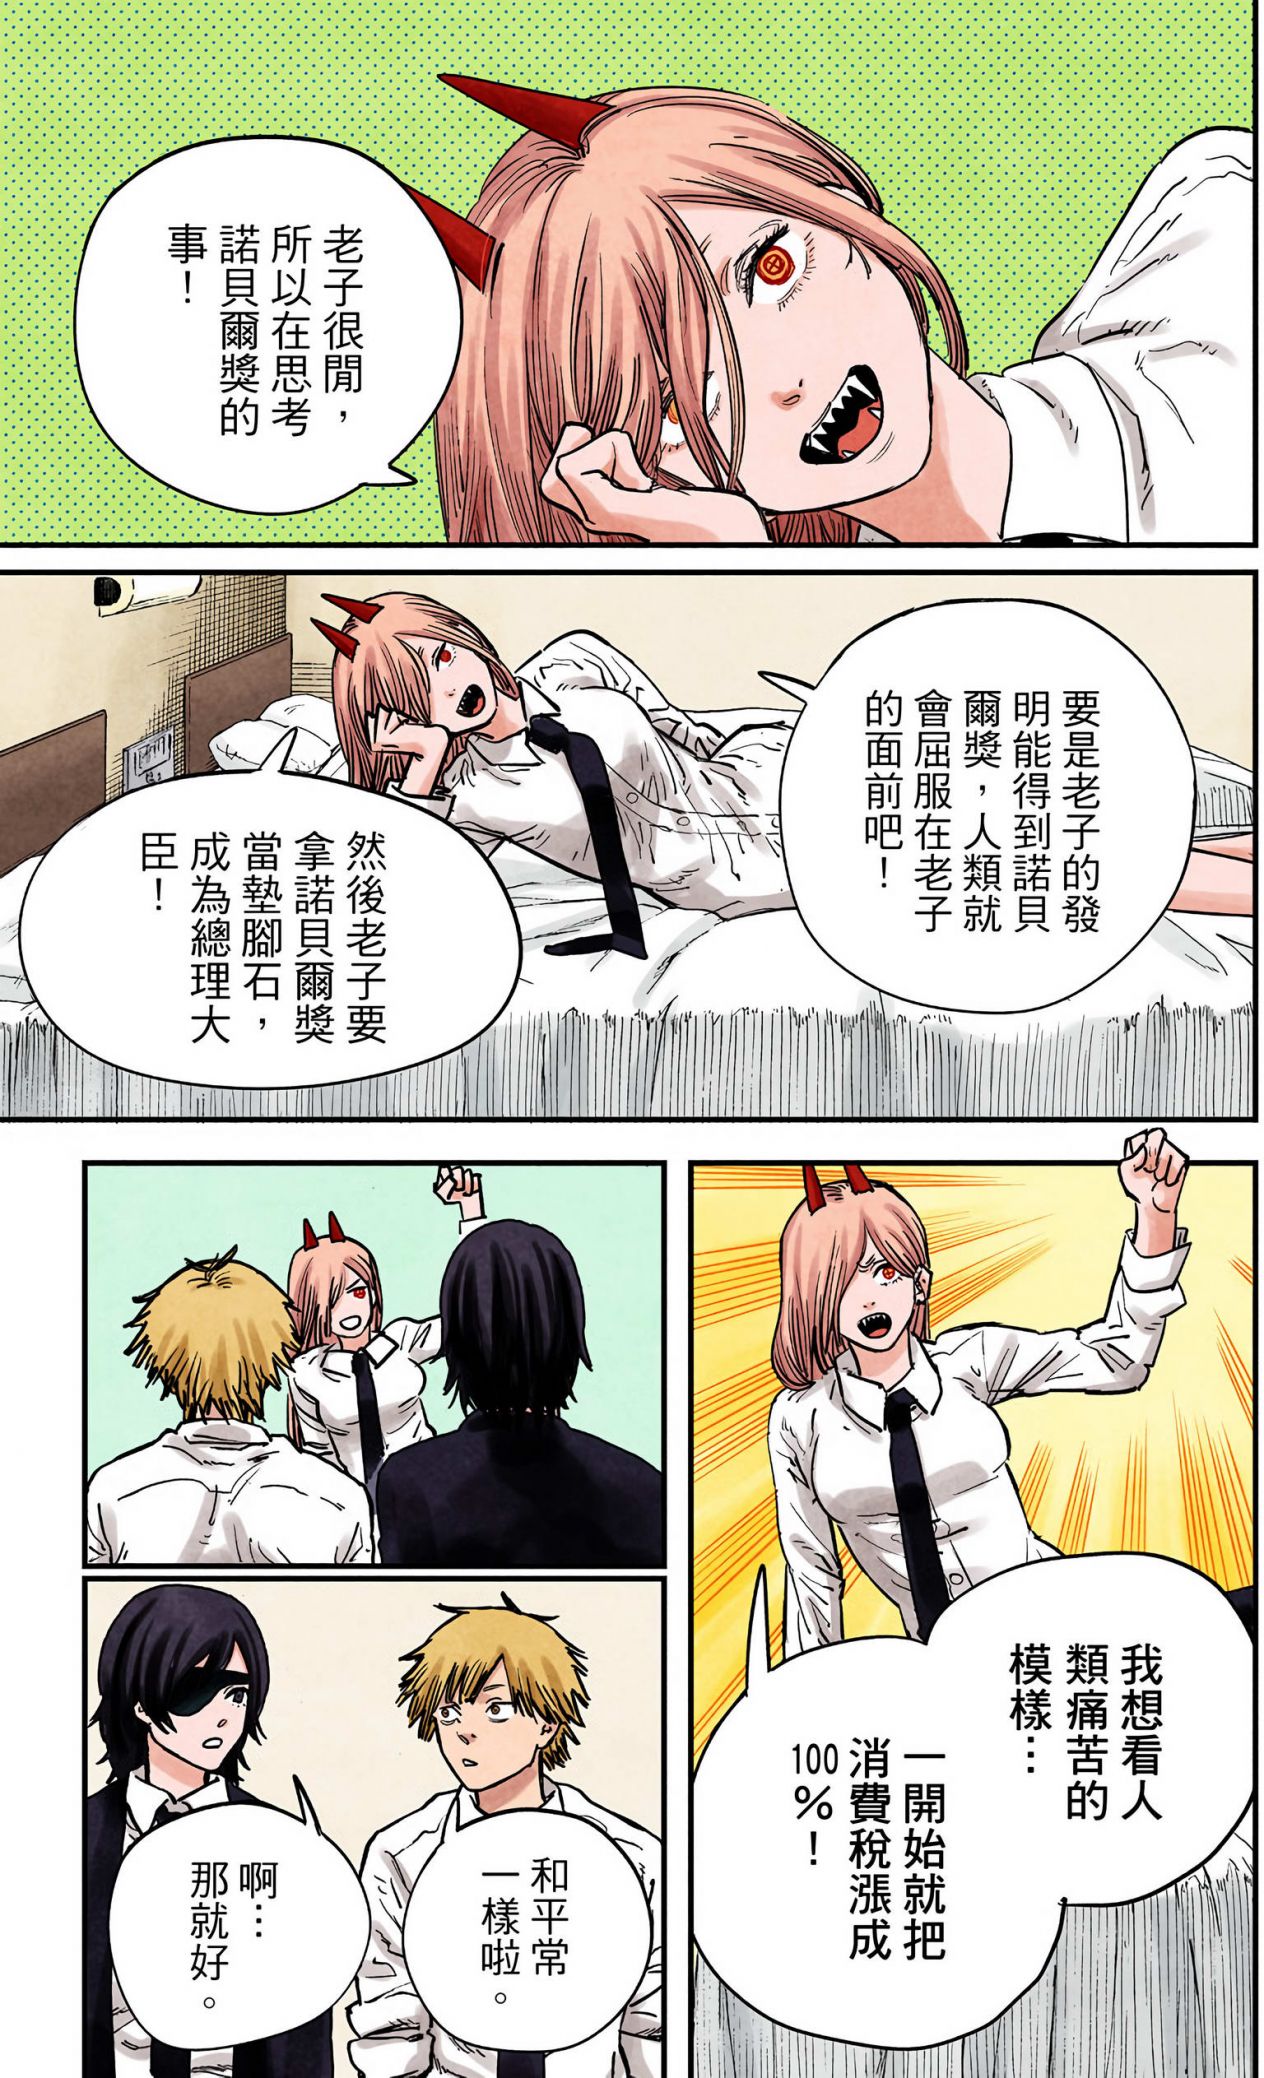 老子很閒，
所以在思考
諾貝爾獎的
事！
要是老子的發
明能得到諾貝
爾獎，人類就
會屈服在老子
的面前吧！
然後老子要
拿諾貝爾獎
當墊腳石，
成為總理大
臣！
我想看人
類痛苦的
模樣…
一開始就把
消費稅漲成
100%！
和平常
一樣啦。
啊…
那就好。